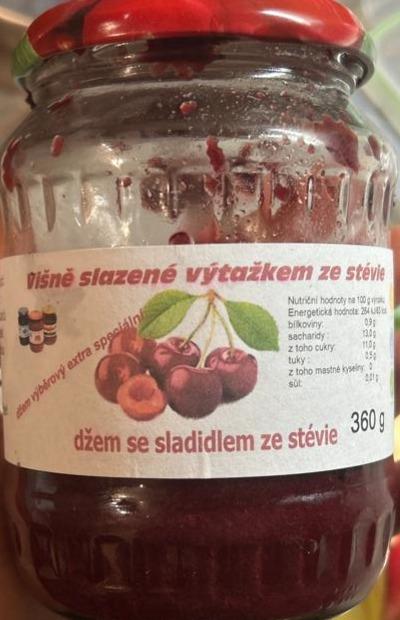 Višně slazené výtažkem ze stévie
džem výběrový extra speciální
Nutriční hodnoty na 100 g výrobku
Energetická hodnota: 264 kJ/63 kcal
bílkoviny: 0,9 g
sacharidy : 13,0 g
z toho cukry: 11,0 g
tuky : 0,5 g
z toho mastné kyseliny: 0
sůl: 0,01 g
360 g
džem se sladidlem ze stévie